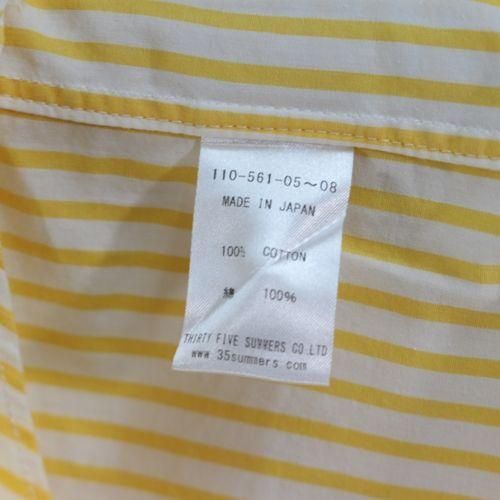 110-561-05～08
MADE IN JAPAN
100% COTTON
綿 100%
THIRTY FIVE SUMMERS CO.LTD
www.35summers.com